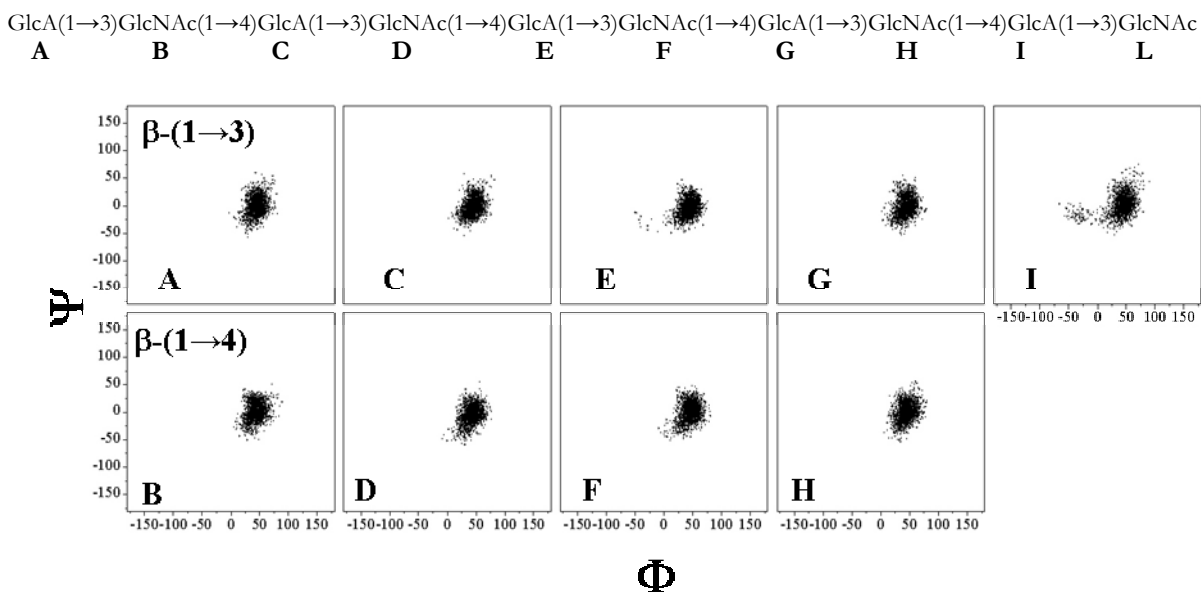 GlcA(1→3)GlcNAc(1→4)GlcA(1→3)GlcNAc(1→4)GlcA(1→3)GlcNAc(1→4)GlcA(1→3)GlcNAc(1→4)GlcA(1→3)GlcNAc
A B C D E F G H I L
β-(1→3)
150
100
50
0
-50
-100
-150
A C E G I
-150-100 -50 0 50 100 150
Ψ
β-(1→4)
150
100
50
0
-50
-100
-150
B D F H
-150-100 -50 0 50 100 150 -150-100 -50 0 50 100 150 -150-100 -50 0 50 100 150 -150-100 -50 0 50 100 150
Φ